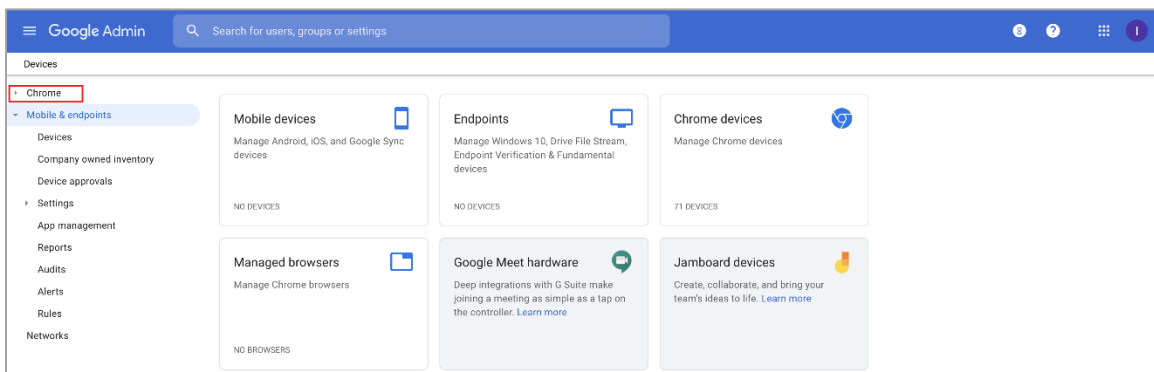 Google Admin
Search for users, groups or settings
8
?
I
Devices
Chrome
Mobile & endpoints
Devices
Company owned inventory
Device approvals
Settings
App management
Reports
Audits
Alerts
Rules
Networks
Mobile devices
Manage Android, iOS, and Google Sync
devices
NO DEVICES
Endpoints
Manage Windows 10, Drive File Stream,
Endpoint Verification & Fundamental
devices
NO DEVICES
Chrome devices
Manage Chrome devices
71 DEVICES
Managed browsers
Manage Chrome browsers
NO BROWSERS
Google Meet hardware
Deep integrations with G Suite make
joining a meeting as simple as a tap on
the controller. Learn more
Jamboard devices
Create, collaborate, and bring your
team's ideas to life. Learn more